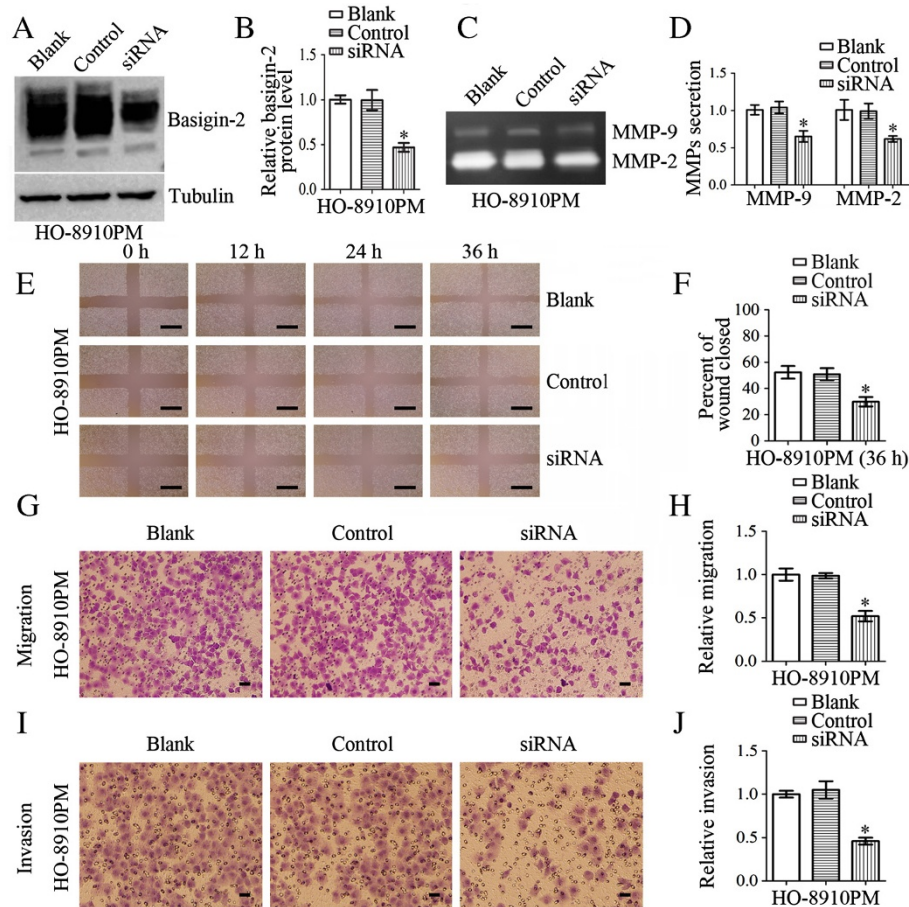 A
Blank
Control
siRNA
Basigin-2
Tubulin
HO-8910PM
B
Blank
Control
siRNA
Relative basigin-2
protein level
1.5
1.0
0.5
0.0
*
HO-8910PM
C
Blank
Control
siRNA
MMP-9
MMP-2
HO-8910PM
D
Blank
Control
siRNA
MMPs secretion
1.5
1.0
0.5
0.0
*
*
MMP-9
MMP-2
E
0 h
12 h
24 h
36 h
HO-8910PM
Blank
Control
siRNA
F
Blank
Control
siRNA
Percent of
wound closed
100
80
60
40
20
0
*
HO-8910PM (36 h)
G
Blank
Control
siRNA
Migration
HO-8910PM
H
Blank
Control
siRNA
Relative migration
1.5
1.0
0.5
0.0
*
HO-8910PM
I
Blank
Control
siRNA
Invasion
HO-8910PM
J
Blank
Control
siRNA
Relative invasion
1.5
1.0
0.5
0.0
*
HO-8910PM